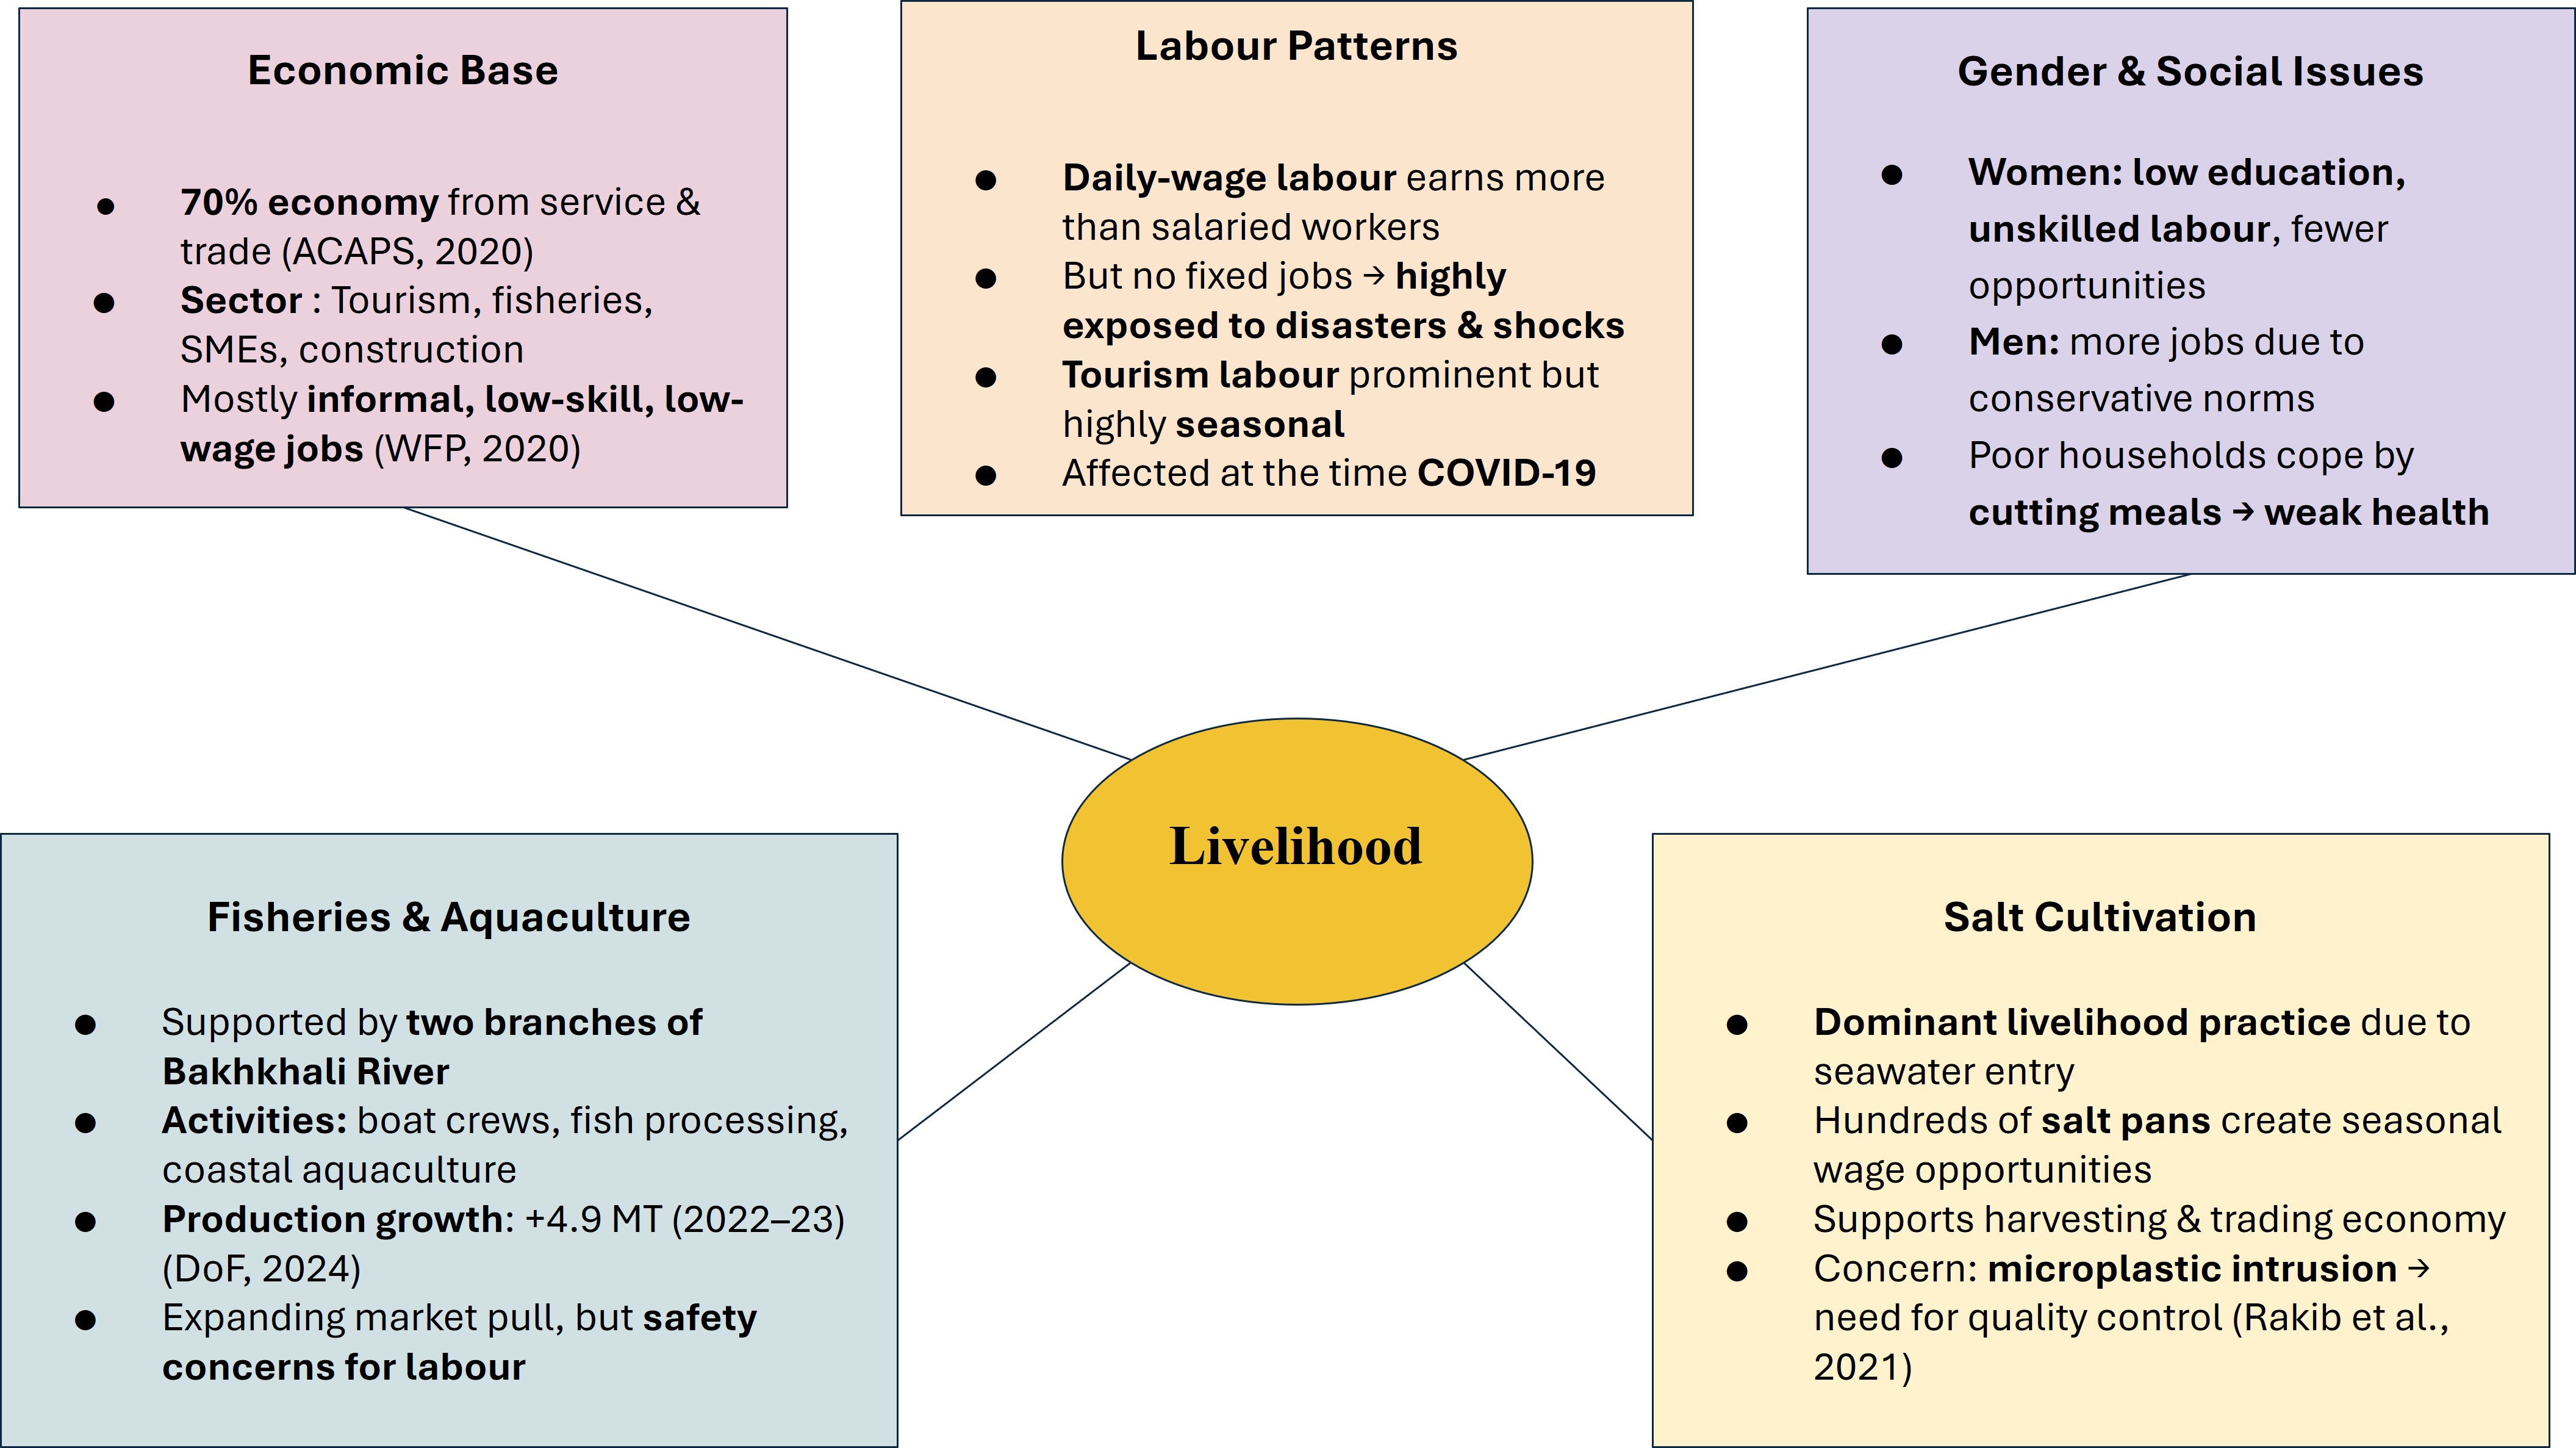 Economic Base
● 70% economy from service &
trade (ACAPS, 2020)
● Sector : Tourism, fisheries,
SMEs, construction
● Mostly informal, low-skill, low-
wage jobs (WFP, 2020)
Labour Patterns
● Daily-wage labour earns more
than salaried workers
● But no fixed jobs → highly
exposed to disasters & shocks
● Tourism labour prominent but
highly seasonal
● Affected at the time COVID-19
Gender & Social Issues
● Women: low education,
unskilled labour, fewer
opportunities
● Men: more jobs due to
conservative norms
● Poor households cope by
cutting meals → weak health
Livelihood
Fisheries & Aquaculture
● Supported by two branches of
Bakhkhali River
● Activities: boat crews, fish processing,
coastal aquaculture
● Production growth: +4.9 MT (2022–23)
(DoF, 2024)
● Expanding market pull, but safety
concerns for labour
Salt Cultivation
● Dominant livelihood practice due to
seawater entry
● Hundreds of salt pans create seasonal
wage opportunities
● Supports harvesting & trading economy
● Concern: microplastic intrusion →
need for quality control (Rakib et al.,
2021)